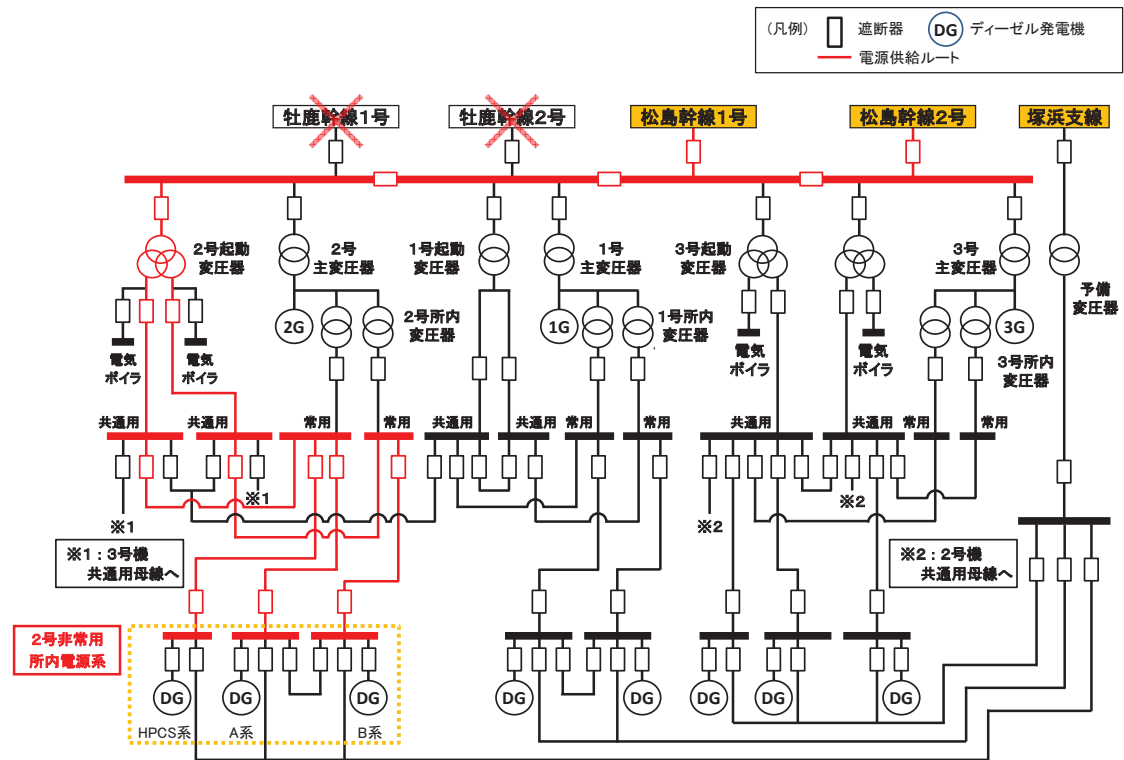 (凡例)
遮断器
DG
ディーゼル発電機
電源供給ルート
牡鹿幹線1号
牡鹿幹線2号
松島幹線1号
松島幹線2号
塚浜支線
2号起動
変圧器
2号
主変圧器
1号起動
変圧器
1号
主変圧器
3号起動
変圧器
3号
主変圧器
予備
変圧器
2G
2号所内
変圧器
1G
1号所内
変圧器
3G
3号所内
変圧器
電気
ボイラ
電気
ボイラ
電気
ボイラ
電気
ボイラ
共通用
共通用
常用
常用
共通用
共通用
常用
常用
共通用
共通用
常用
常用
※1
※1
※2
※2
※1：3号機
共通用母線へ
※2：2号機
共通用母線へ
2号非常用
所内電源系
DG
DG
DG
DG
DG
DG
DG
DG
HPCS系
A系
B系